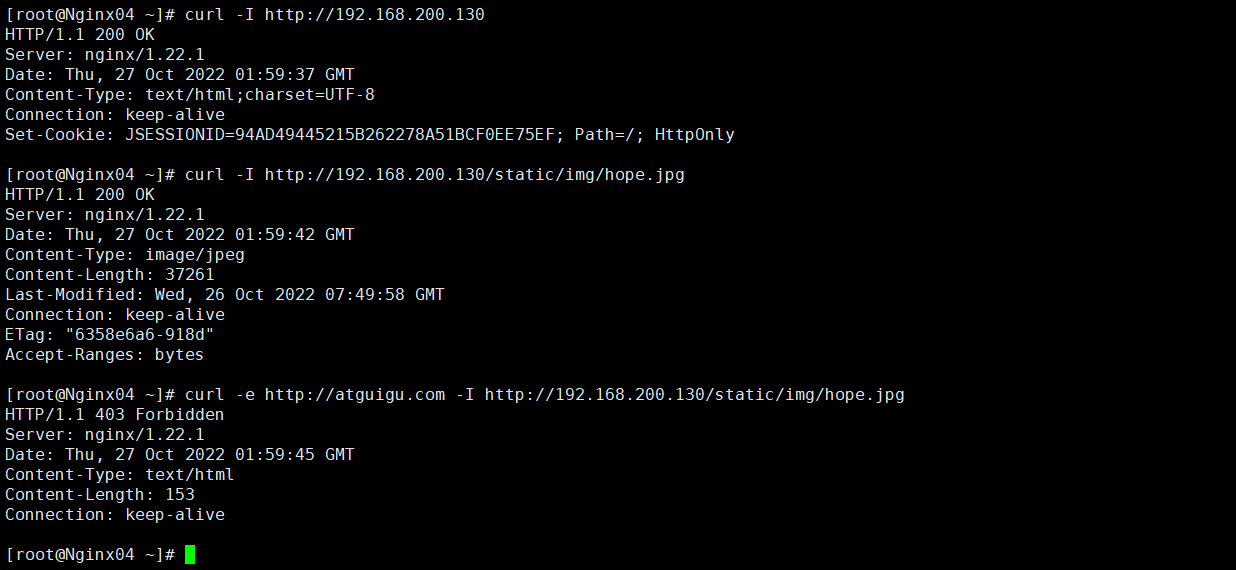 [root@Nginx04 ~]# curl -I http://192.168.200.130
HTTP/1.1 200 OK
Server: nginx/1.22.1
Date: Thu, 27 Oct 2022 01:59:37 GMT
Content-Type: text/html;charset=UTF-8
Connection: keep-alive
Set-Cookie: JSESSIONID=94AD49445215B262278A51BCF0EE75EF; Path=/; HttpOnly
[root@Nginx04 ~]# curl -I http://192.168.200.130/static/img/hope.jpg
HTTP/1.1 200 OK
Server: nginx/1.22.1
Date: Thu, 27 Oct 2022 01:59:42 GMT
Content-Type: image/jpeg
Content-Length: 37261
Last-Modified: Wed, 26 Oct 2022 07:49:58 GMT
Connection: keep-alive
ETag: "6358e6a6-918d"
Accept-Ranges: bytes
[root@Nginx04 ~]# curl -e http://atguigu.com -I http://192.168.200.130/static/img/hope.jpg
HTTP/1.1 403 Forbidden
Server: nginx/1.22.1
Date: Thu, 27 Oct 2022 01:59:45 GMT
Content-Type: text/html
Content-Length: 153
Connection: keep-alive
[root@Nginx04 ~]#